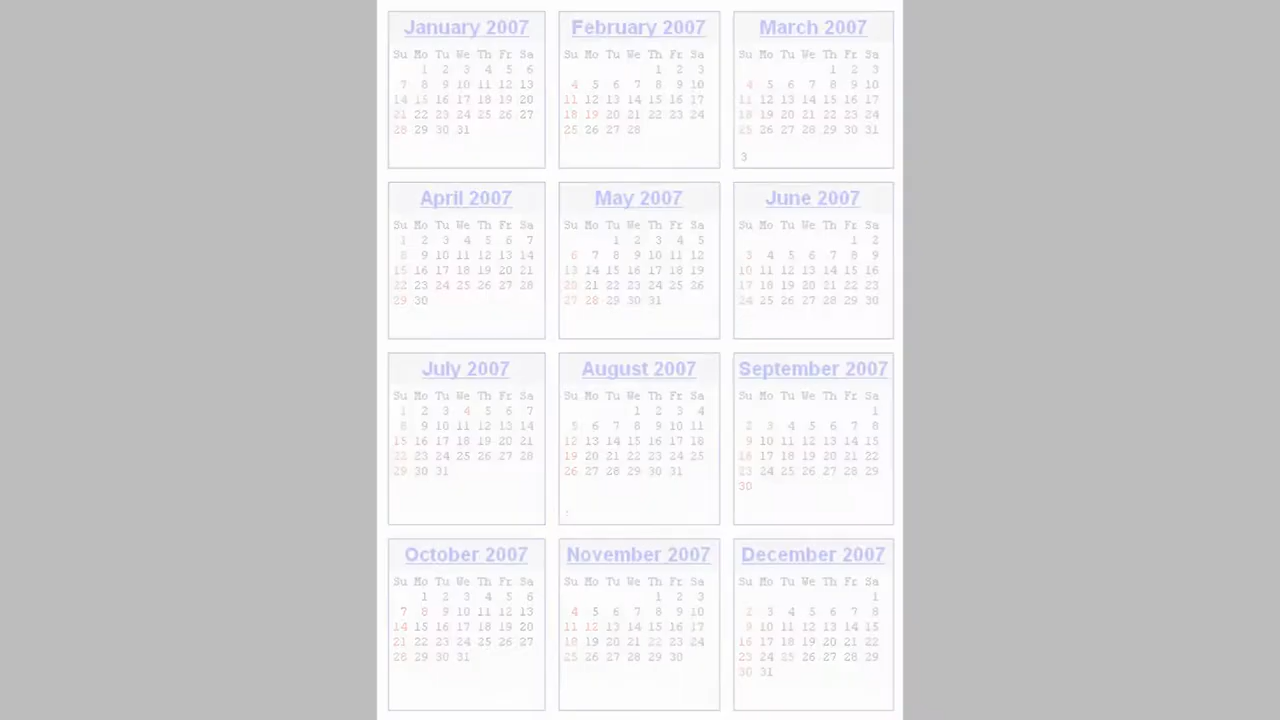 January 2007 February 2007 March 2007
Su Mo Tu We Th Fr Sa Su Mo Tu We Th Fr Sa Su Mo Tu We Th Fr Sa
1 2 3 4 5 6 1 2 3 1 2 3
7 8 9 10 11 12 13 4 5 6 7 8 9 10 4 5 6 7 8 9 10
14 15 16 17 18 19 20 11 12 13 14 15 16 17 11 12 13 14 15 16 17
21 22 23 24 25 26 27 18 19 20 21 22 23 24 18 19 20 21 22 23 24
28 29 30 31 25 26 27 28 25 26 27 28 29 30 31
3
April 2007 May 2007 June 2007
Su Mo Tu We Th Fr Sa Su Mo Tu We Th Fr Sa Su Mo Tu We Th Fr Sa
1 2 3 4 5 6 7 1 2 3 4 5 1 2
8 9 10 11 12 13 14 6 7 8 9 10 11 12 3 4 5 6 7 8 9
15 16 17 18 19 20 21 13 14 15 16 17 18 19 10 11 12 13 14 15 16
22 23 24 25 26 27 28 20 21 22 23 24 25 26 17 18 19 20 21 22 23
29 30 27 28 29 30 31 24 25 26 27 28 29 30
July 2007 August 2007 September 2007
Su Mo Tu We Th Fr Sa Su Mo Tu We Th Fr Sa Su Mo Tu We Th Fr Sa
1 2 3 4 5 6 7 1 2 3 4 1
8 9 10 11 12 13 14 5 6 7 8 9 10 11 2 3 4 5 6 7 8
15 16 17 18 19 20 21 12 13 14 15 16 17 18 9 10 11 12 13 14 15
22 23 24 25 26 27 28 19 20 21 22 23 24 25 16 17 18 19 20 21 22
29 30 31 26 27 28 29 30 31 23 24 25 26 27 28 29
30
October 2007 November 2007 December 2007
Su Mo Tu We Th Fr Sa Su Mo Tu We Th Fr Sa Su Mo Tu We Th Fr Sa
1 2 3 4 5 6 1 2 3 1
7 8 9 10 11 12 13 4 5 6 7 8 9 10 2 3 4 5 6 7 8
14 15 16 17 18 19 20 11 12 13 14 15 16 17 9 10 11 12 13 14 15
21 22 23 24 25 26 27 18 19 20 21 22 23 24 16 17 18 19 20 21 22
28 29 30 31 25 26 27 28 29 30 23 24 25 26 27 28 29
30 31